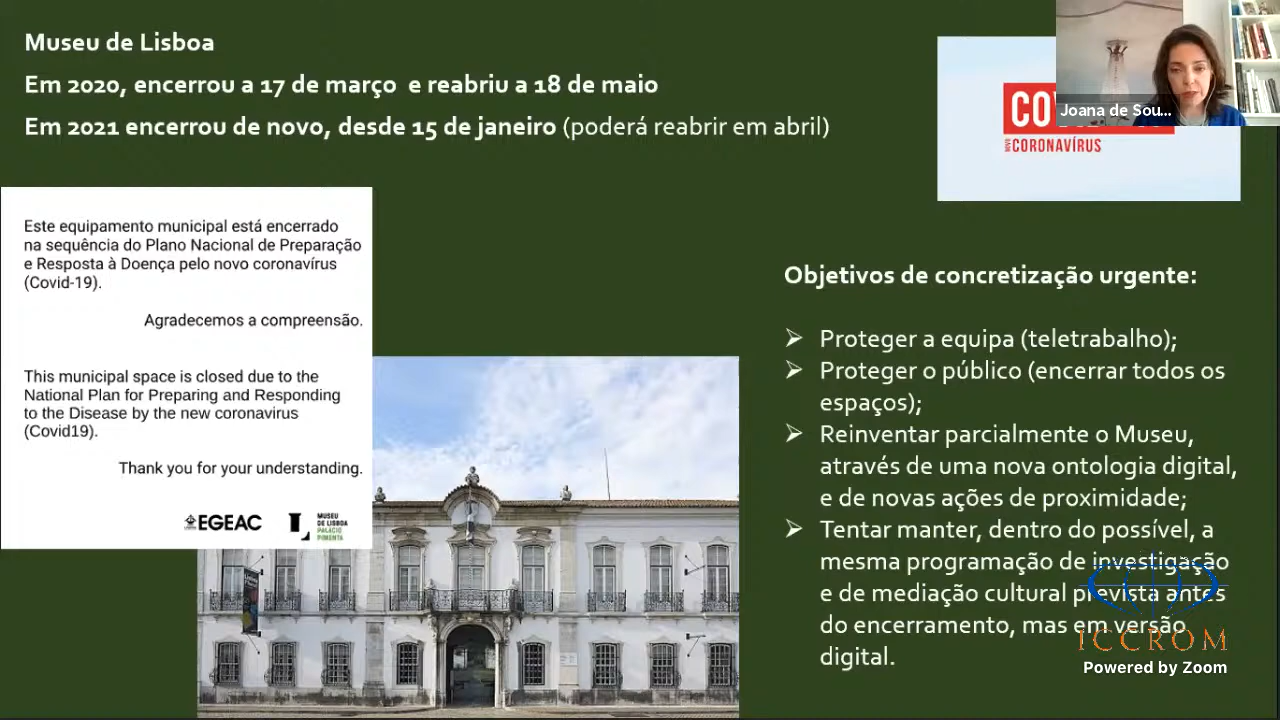 Museu de Lisboa
Em 2020, encerrou a 17 de março e reabriu a 18 de maio
Em 2021 encerrou de novo, desde 15 de janeiro (poderá reabrir em abril)
CO
NOVO CORONAVÍRUS
Joana de Sou...
Este equipamento municipal está encerrado
na sequência do Plano Nacional de Preparação
e Resposta à Doença pelo novo coronavírus
(Covid-19).
Agradecemos a compreensão.
This municipal space is closed due to the
National Plan for Preparing and Responding
to the Disease by the new coronavirus
(Covid19).
Thank you for your understanding.
EGEAC
MUSEU
DE LISBOA
PALÁCIO
PIMENTA
Objetivos de concretização urgente:
➢ Proteger a equipa (teletrabalho);
➢ Proteger o público (encerrar todos os
espaços);
➢ Reinventar parcialmente o Museu,
através de uma nova ontologia digital,
e de novas ações de proximidade;
➢ Tentar manter, dentro do possível, a
mesma programação de investigação
e de mediação cultural prevista antes
do encerramento, mas em versão
digital.
ICCROM
Powered by Zoom